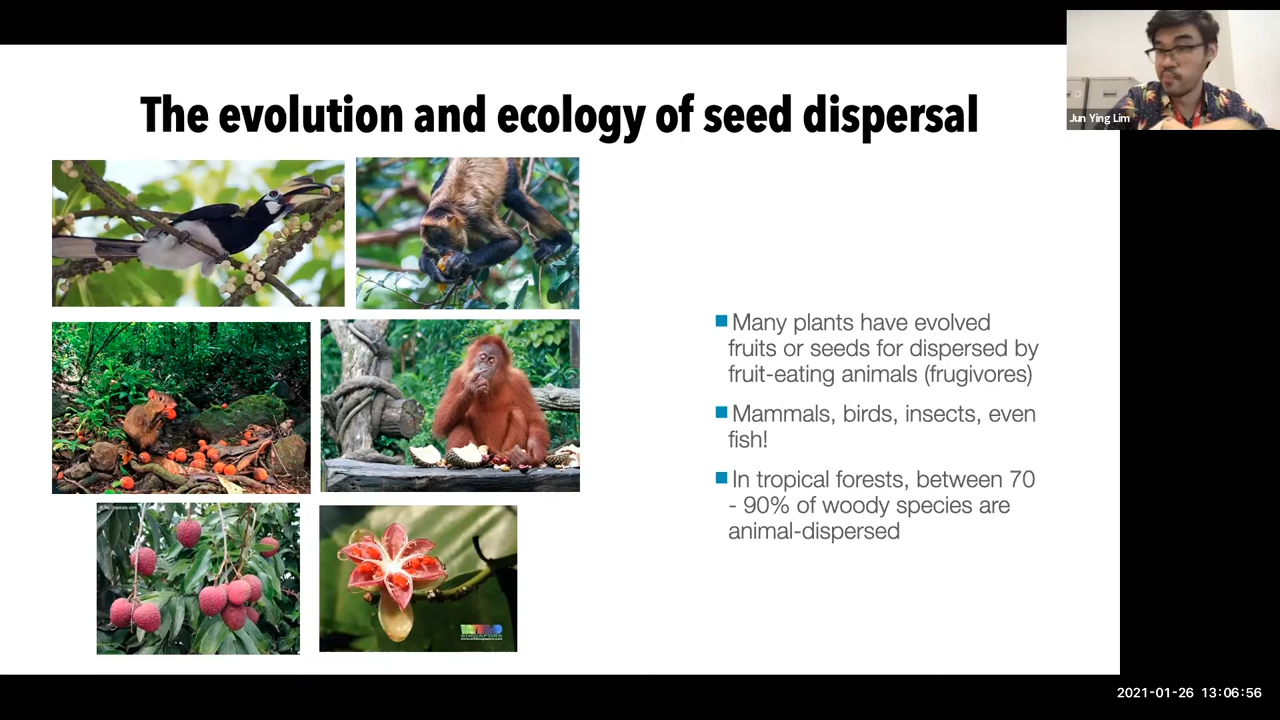 Jun Ying Lim
The evolution and ecology of seed dispersal
Many plants have evolved
fruits or seeds for dispersed by
fruit-eating animals (frugivores)
Mammals, birds, insects, even
fish!
In tropical forests, between 70
- 90% of woody species are
animal-dispersed
SINGAPORE
2021-01-26 13:06:56